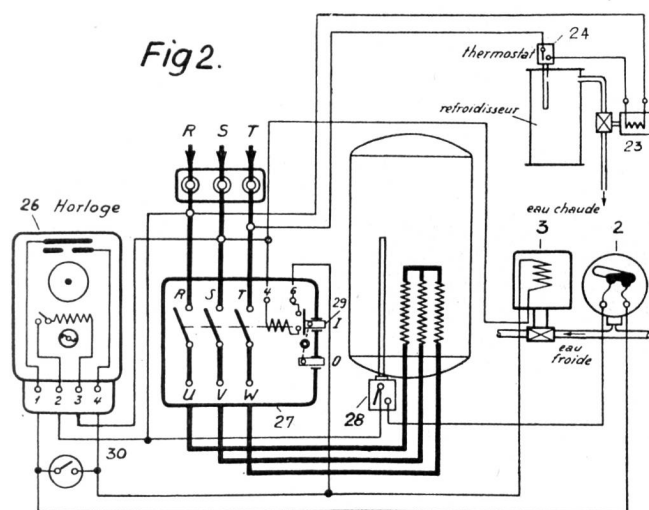 Fig 2.
24
thermostat
refroidisseur
23
R S T
26 Horloge
eau chaude
3 2
R S T 4 6
29
I
O
eau
froide
U V W
27
28
1 2 3 4
30